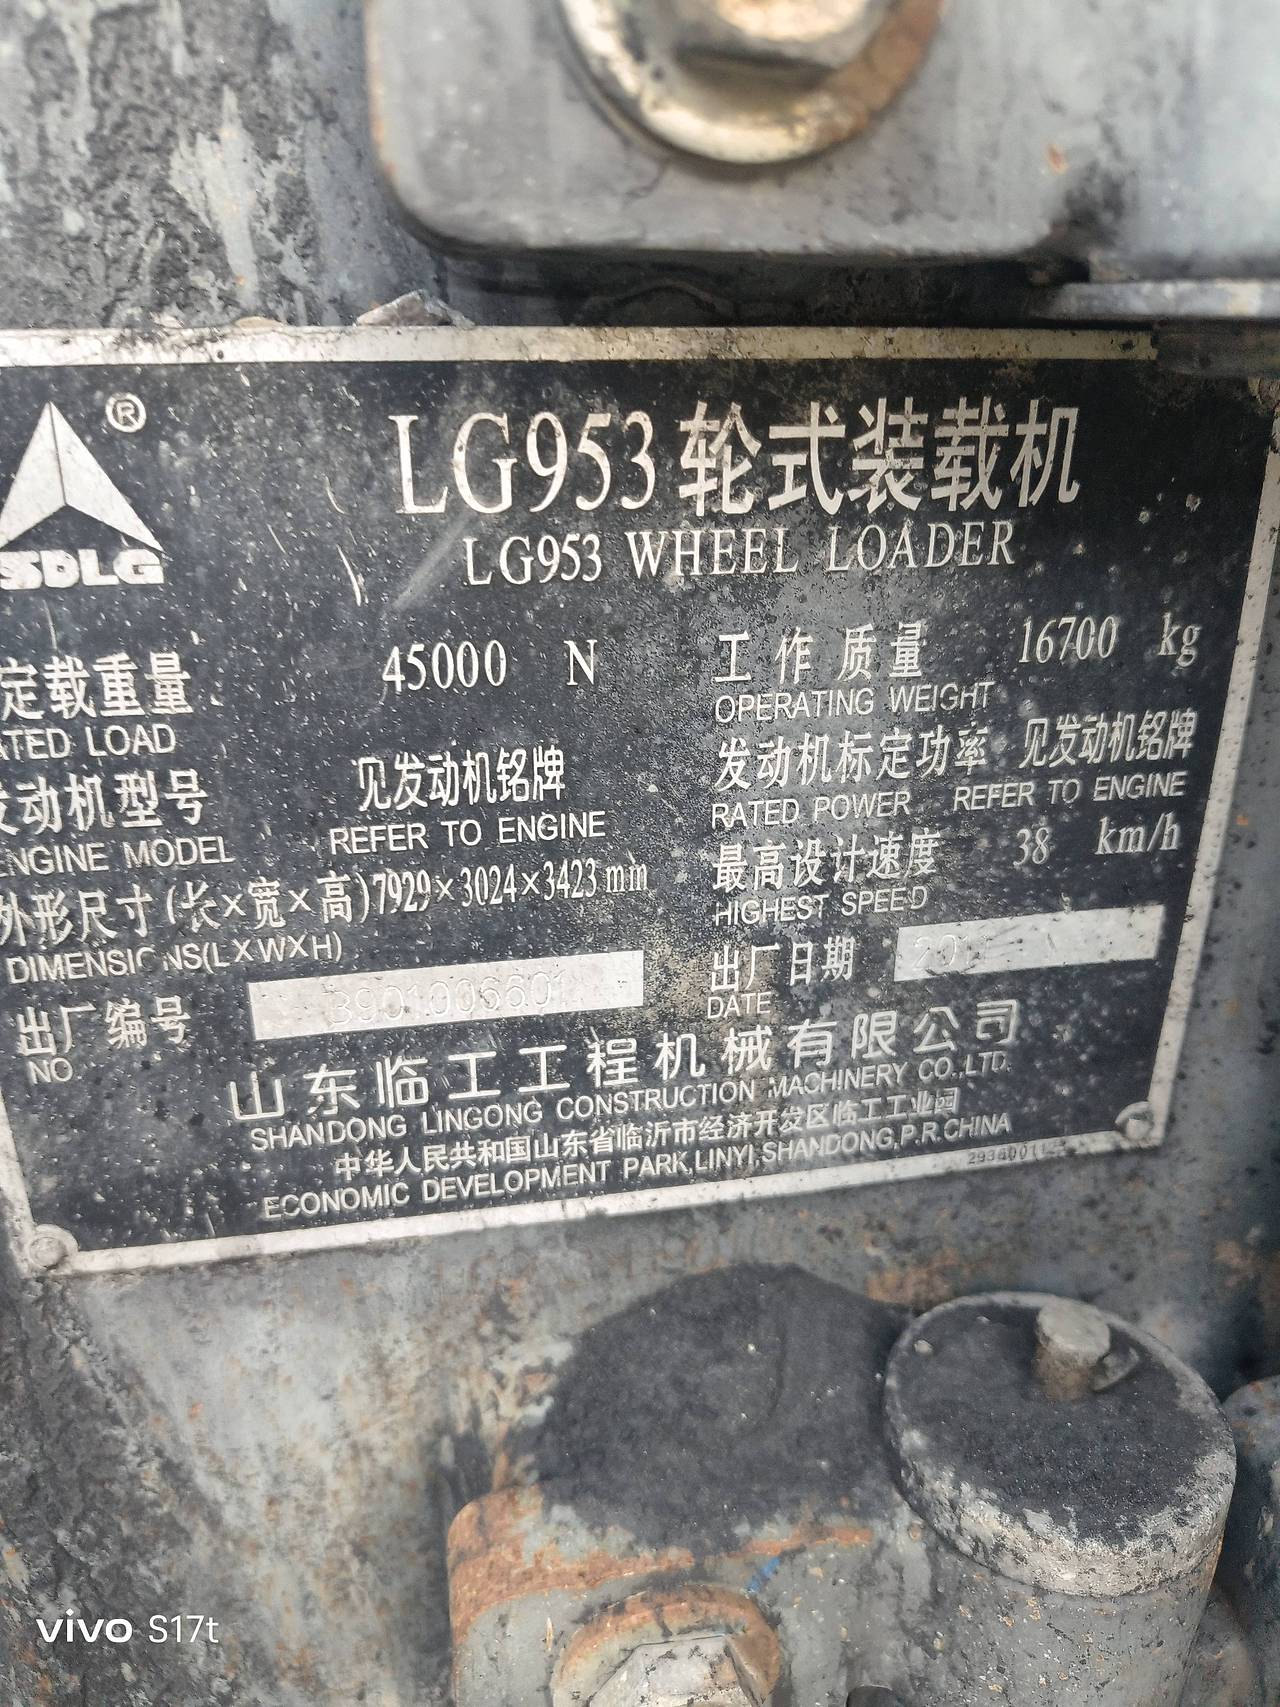 ®
SDLG
LG953轮式装载机
LG953 WHEEL LOADER
定载重量 45000 N
ATED LOAD
发动机型号 见发动机铭牌
ENGINE MODEL REFER TO ENGINE
外形尺寸(长×宽×高)7929×3024×3423 mm
DIMENSIONS(LXWXH)
出厂编号 3901006601
NO
工作质量 16700 kg
OPERATING WEIGHT
发动机标定功率 见发动机铭牌
RATED POWER REFER TO ENGINE
最高设计速度 38 km/h
HIGHEST SPEED
出厂日期
DATE
山东临工工程机械有限公司
SHANDONG LINGONG CONSTRUCTION MACHINERY CO.,LTD.
中华人民共和国山东省临沂市经济开发区临工工业园
ECONOMIC DEVELOPMENT PARK,LINYI,SHANDONG,P.R.CHINA
vivo S17t